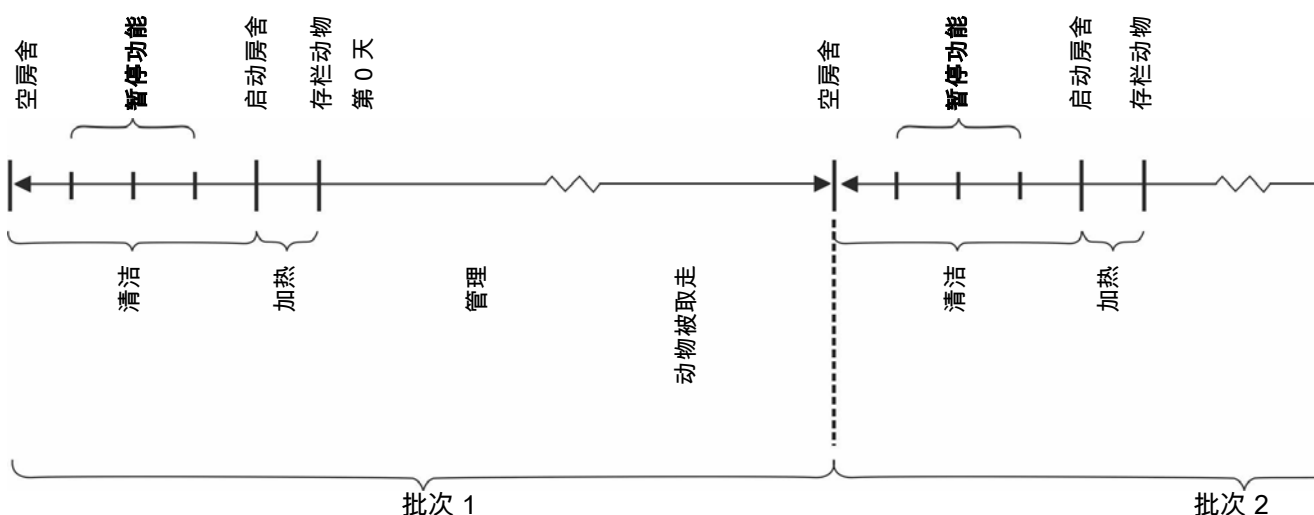 空房舍
暂停功能
启动房舍
存栏动物
第 0 天
空房舍
暂停功能
启动房舍
存栏动物
清洁
加热
管理
动物被取走
清洁
加热
批次 1
批次 2